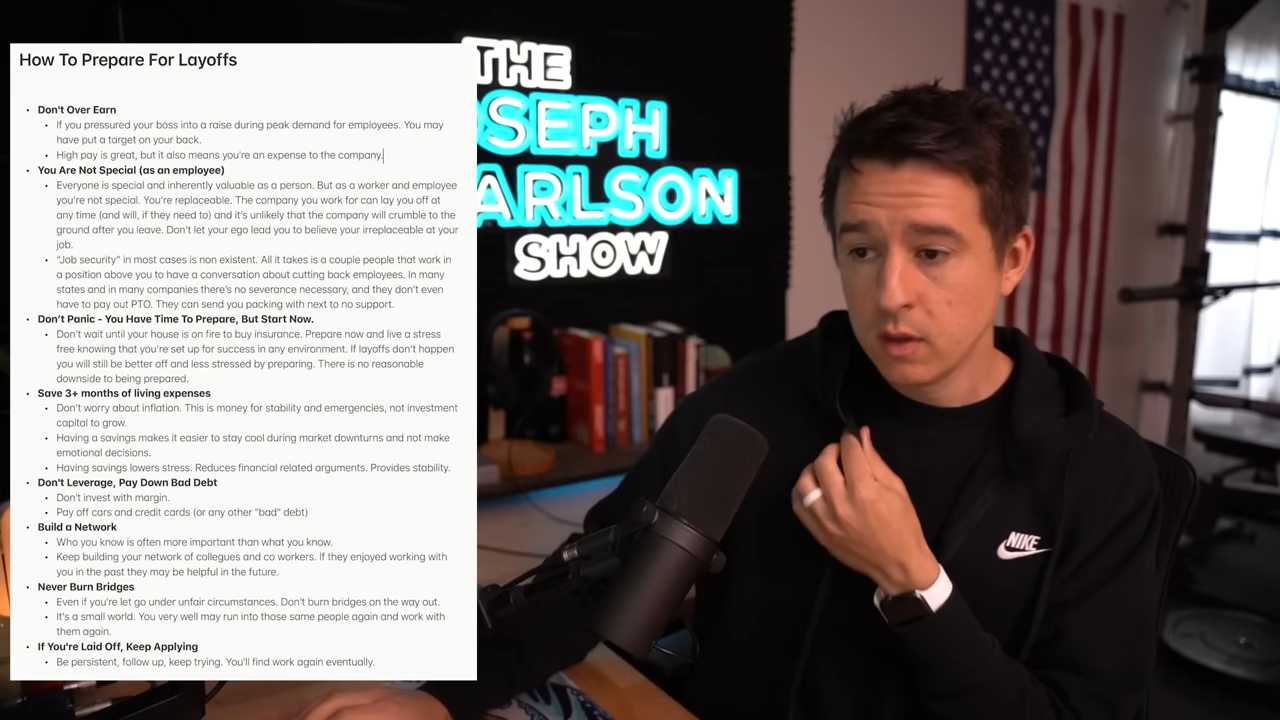 How To Prepare For Layoffs
• Don't Over Earn
• If you pressured your boss into a raise during peak demand for employees. You may
have put a target on your back.
• High pay is great, but it also means you're an expense to the company.
• You Are Not Special (as an employee)
• Everyone is special and inherently valuable as a person. But as a worker and employee
you're not special. You're replaceable. The company you work for can lay you off at
any time (and will, if they need to) and it's unlikely that the company will crumble to the
ground after you leave. Don't let your ego lead you to believe your irreplaceable at your
job.
• "Job security" in most cases is non existent. All it takes is a couple people that work in
a position above you to have a conversation about cutting back employees. In many
states and in many companies there's no severance necessary, and they don't even
have to pay out PTO. They can send you packing with next to no support.
• Don't Panic - You Have Time To Prepare, But Start Now.
• Don't wait until your house is on fire to buy insurance. Prepare now and live a stress
free knowing that you're set up for success in any environment. If layoffs don't happen
you will still be better off and less stressed by preparing. There is no reasonable
downside to being prepared.
• Save 3+ months of living expenses
• Don't worry about inflation. This is money for stability and emergencies, not investment
capital to grow.
• Having a savings makes it easier to stay cool during market downturns and not make
emotional decisions.
• Having savings lowers stress. Reduces financial related arguments. Provides stability.
• Don't Leverage, Pay Down Bad Debt
• Don't invest with margin.
• Pay off cars and credit cards (or any other "bad" debt)
• Build a Network
• Who you know is often more important than what you know.
• Keep building your network of collegues and co workers. If they enjoyed working with
you in the past they may be helpful in the future.
• Never Burn Bridges
• Even if you're let go under unfair circumstances. Don't burn bridges on the way out.
• It's a small world. You very well may run into those same people again and work with
them again.
• If You're Laid Off, Keep Applying
• Be persistent, follow up, keep trying. You'll find work again eventually.
THE
OSEPH
ARLSON
SHOW
NIKE